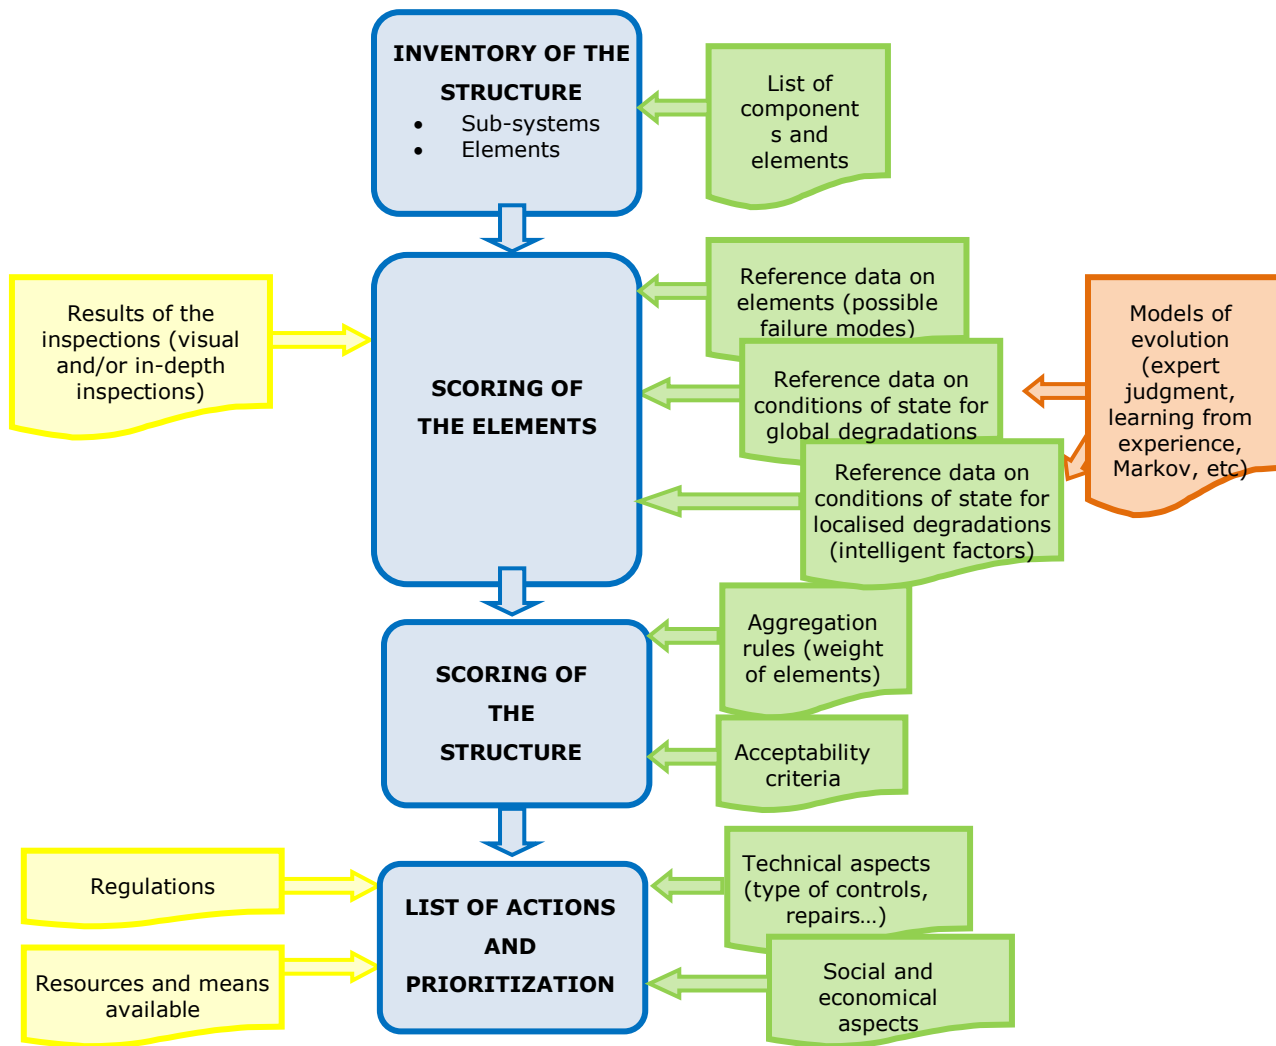 INVENTORY OF THE
STRUCTURE
• Sub-systems
• Elements
List of
component
s and
elements
Results of the
inspections (visual
and/or in-depth
inspections)
SCORING OF
THE ELEMENTS
Reference data on
elements (possible
failure modes)
Reference data on
conditions of state for
global degradations
Reference data on
conditions of state for
localised degradations
(intelligent factors)
Models of
evolution
(expert
judgment,
learning from
experience,
Markov, etc)
SCORING OF
THE
STRUCTURE
Aggregation
rules (weight
of elements)
Acceptability
criteria
Regulations
Resources and means
available
LIST OF ACTIONS
AND
PRIORITIZATION
Technical aspects
(type of controls,
repairs…)
Social and
economical
aspects